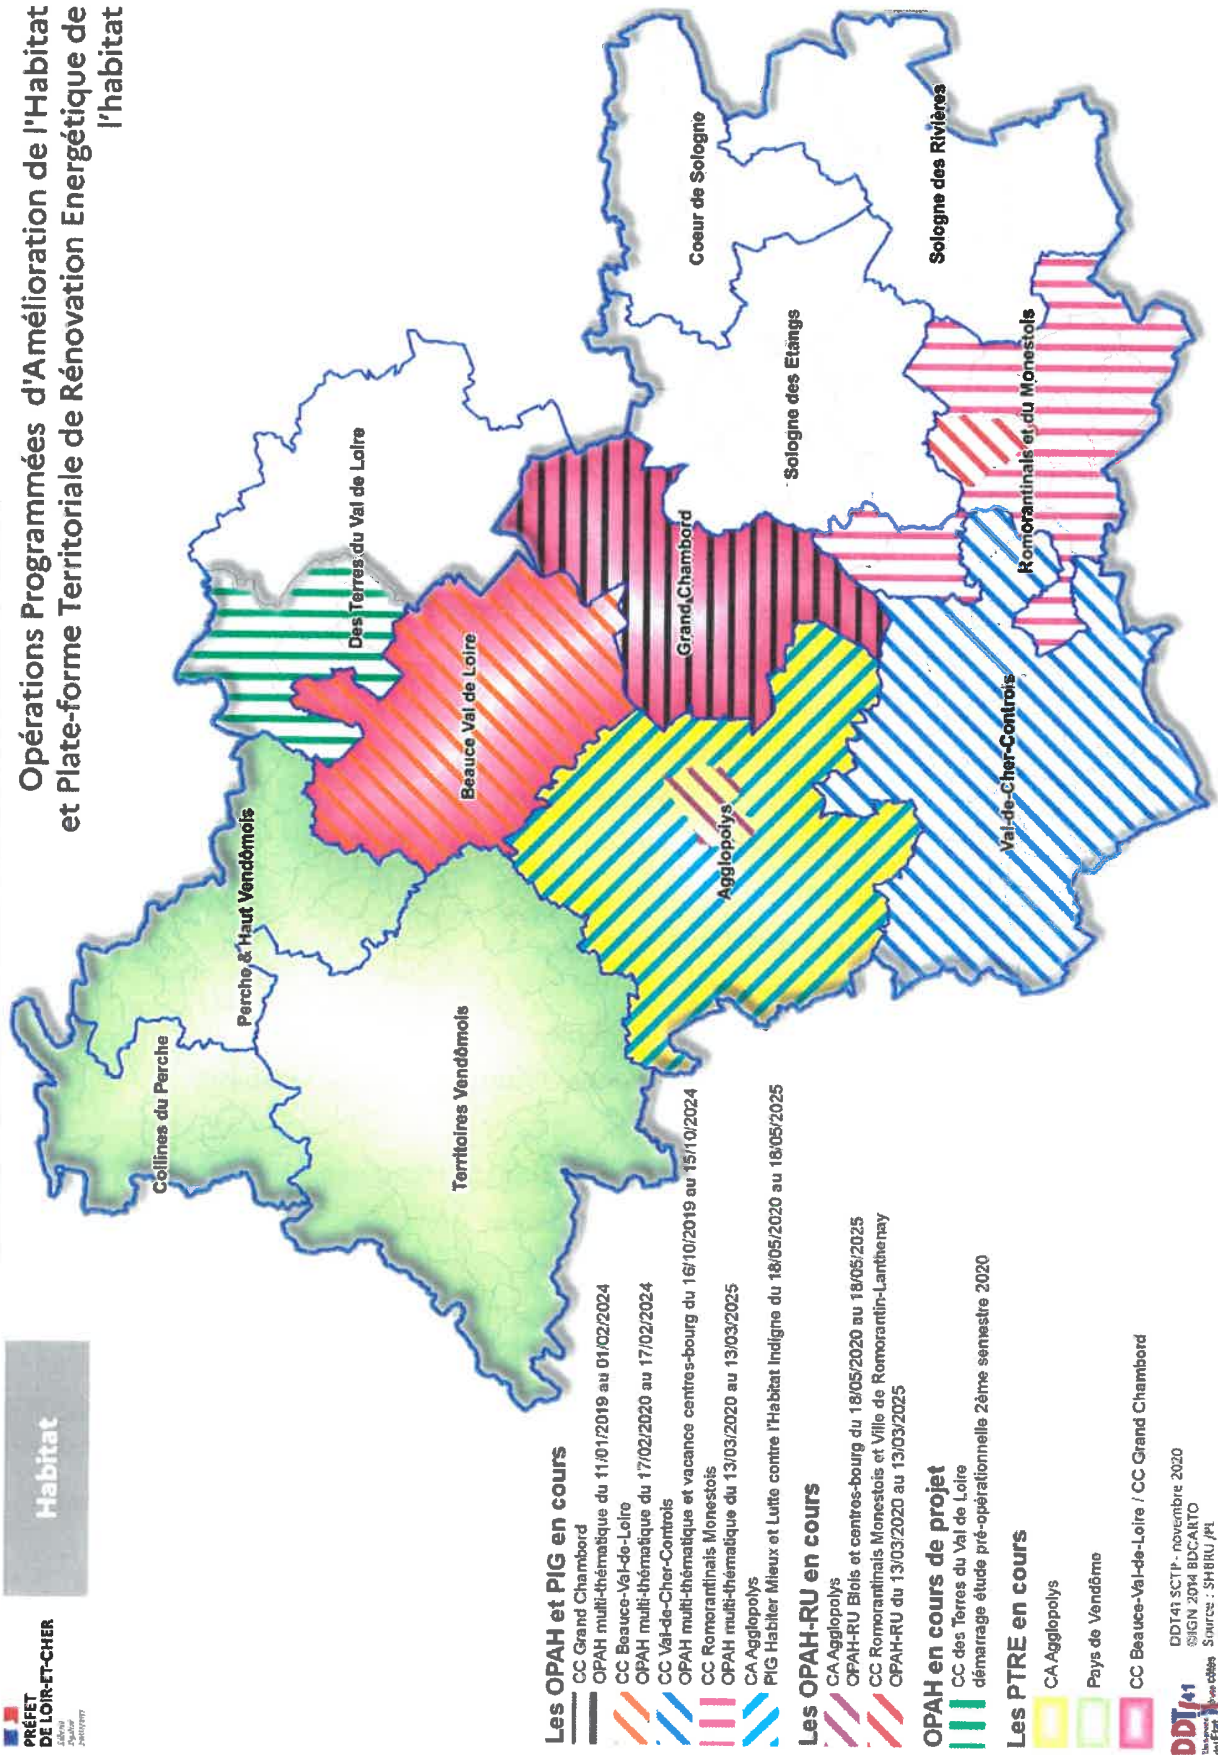 PRÉFET
DE LOIR-ET-CHER
Habitat
Opérations Programmées d'Amélioration de l'Habitat
et Plate-forme Territoriale de Rénovation Energétique de
l'habitat
Collines du Perche
Perche & Haut Vendômois
Territoires Vendômois
Des Terres du Val de Loire
Beauce Val de Loire
Grand Chambord
Agglopolys
Val-de-Cher-Controis
Romorantinais et du Monestois
Sologne des Etangs
Coeur de Sologne
Sologne des Rivières
Les OPAH et PIG en cours
CC Grand Chambord
OPAH multi-thématique du 11/01/2019 au 01/02/2024
CC Beauce-Val-de-Loire
OPAH multi-thématique du 17/02/2020 au 17/02/2024
CC Val-de-Cher-Controis
OPAH multi-thématique et vacance centres-bourg du 16/10/2019 au 15/10/2024
CC Romorantinais Monestois
OPAH multi-thématique du 13/03/2020 au 13/03/2025
CA Agglopolys
PIG Habiter Mieux et Lutte contre l'Habitat Indigne du 18/05/2020 au 18/05/2025
Les OPAH-RU en cours
CA Agglopolys
OPAH-RU Blois et centres-bourg du 18/05/2020 au 18/05/2025
CC Romorantinais Monestois et Ville de Romorantin-Lanthenay
OPAH-RU du 13/03/2020 au 13/03/2025
OPAH en cours de projet
CC des Terres du Val de Loire
démarrage étude pré-opérationnelle 2ème semestre 2020
Les PTRE en cours
CA Agglopolys
Pays de Vendôme
CC Beauce-Val-de-Loire / CC Grand Chambord
DDT/41
DDT41 SCTP - novembre 2020
©IGN 2014 BDCARTO
Source : SHBRU /PL